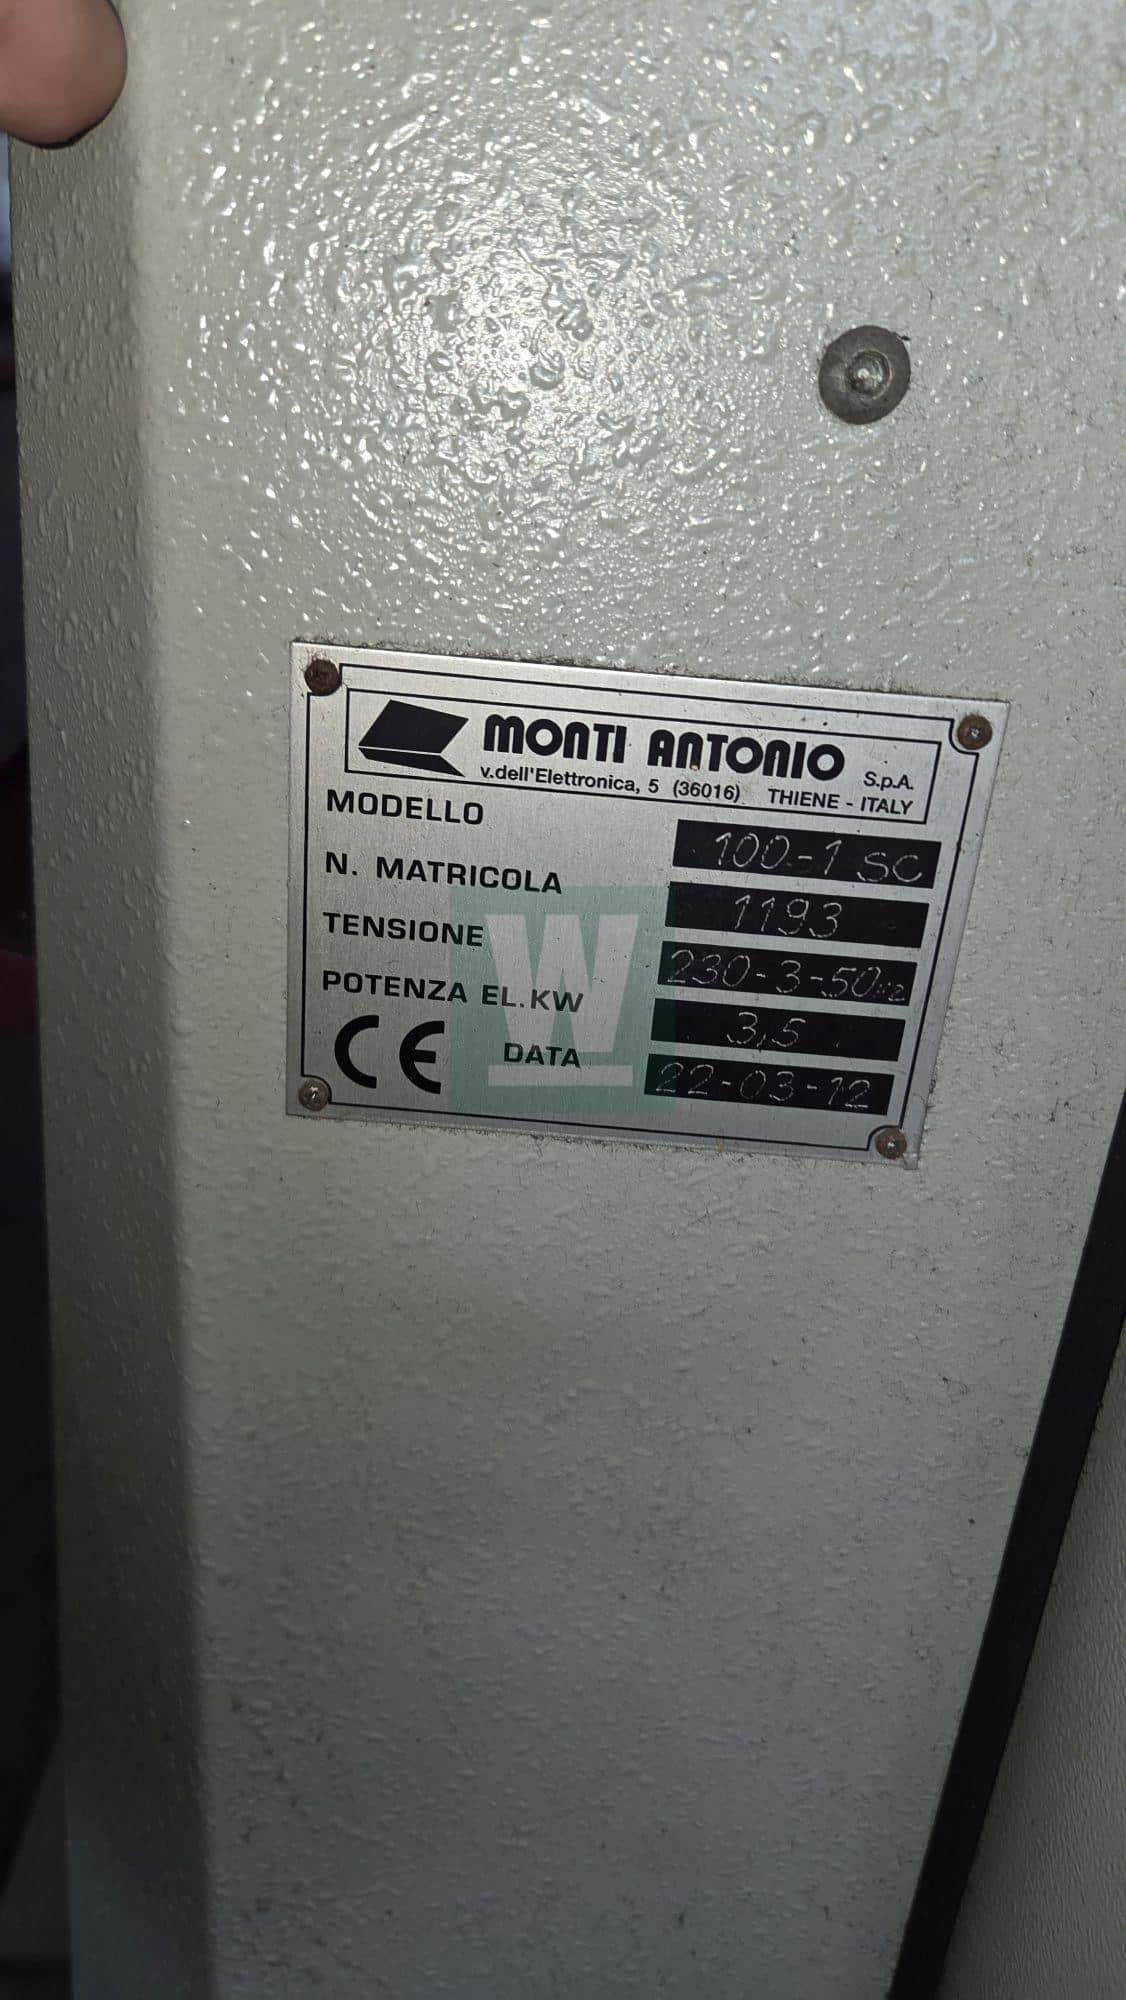 MONTI ANTONIO S.p.A.
v.dell'Elettronica, 5 (36016) THIENE - ITALY
MODELLO 100-1 SC
N. MATRICOLA 1193
TENSIONE 230-3-50Hz
POTENZA EL.KW 3,5
CE DATA 22-03-12
W